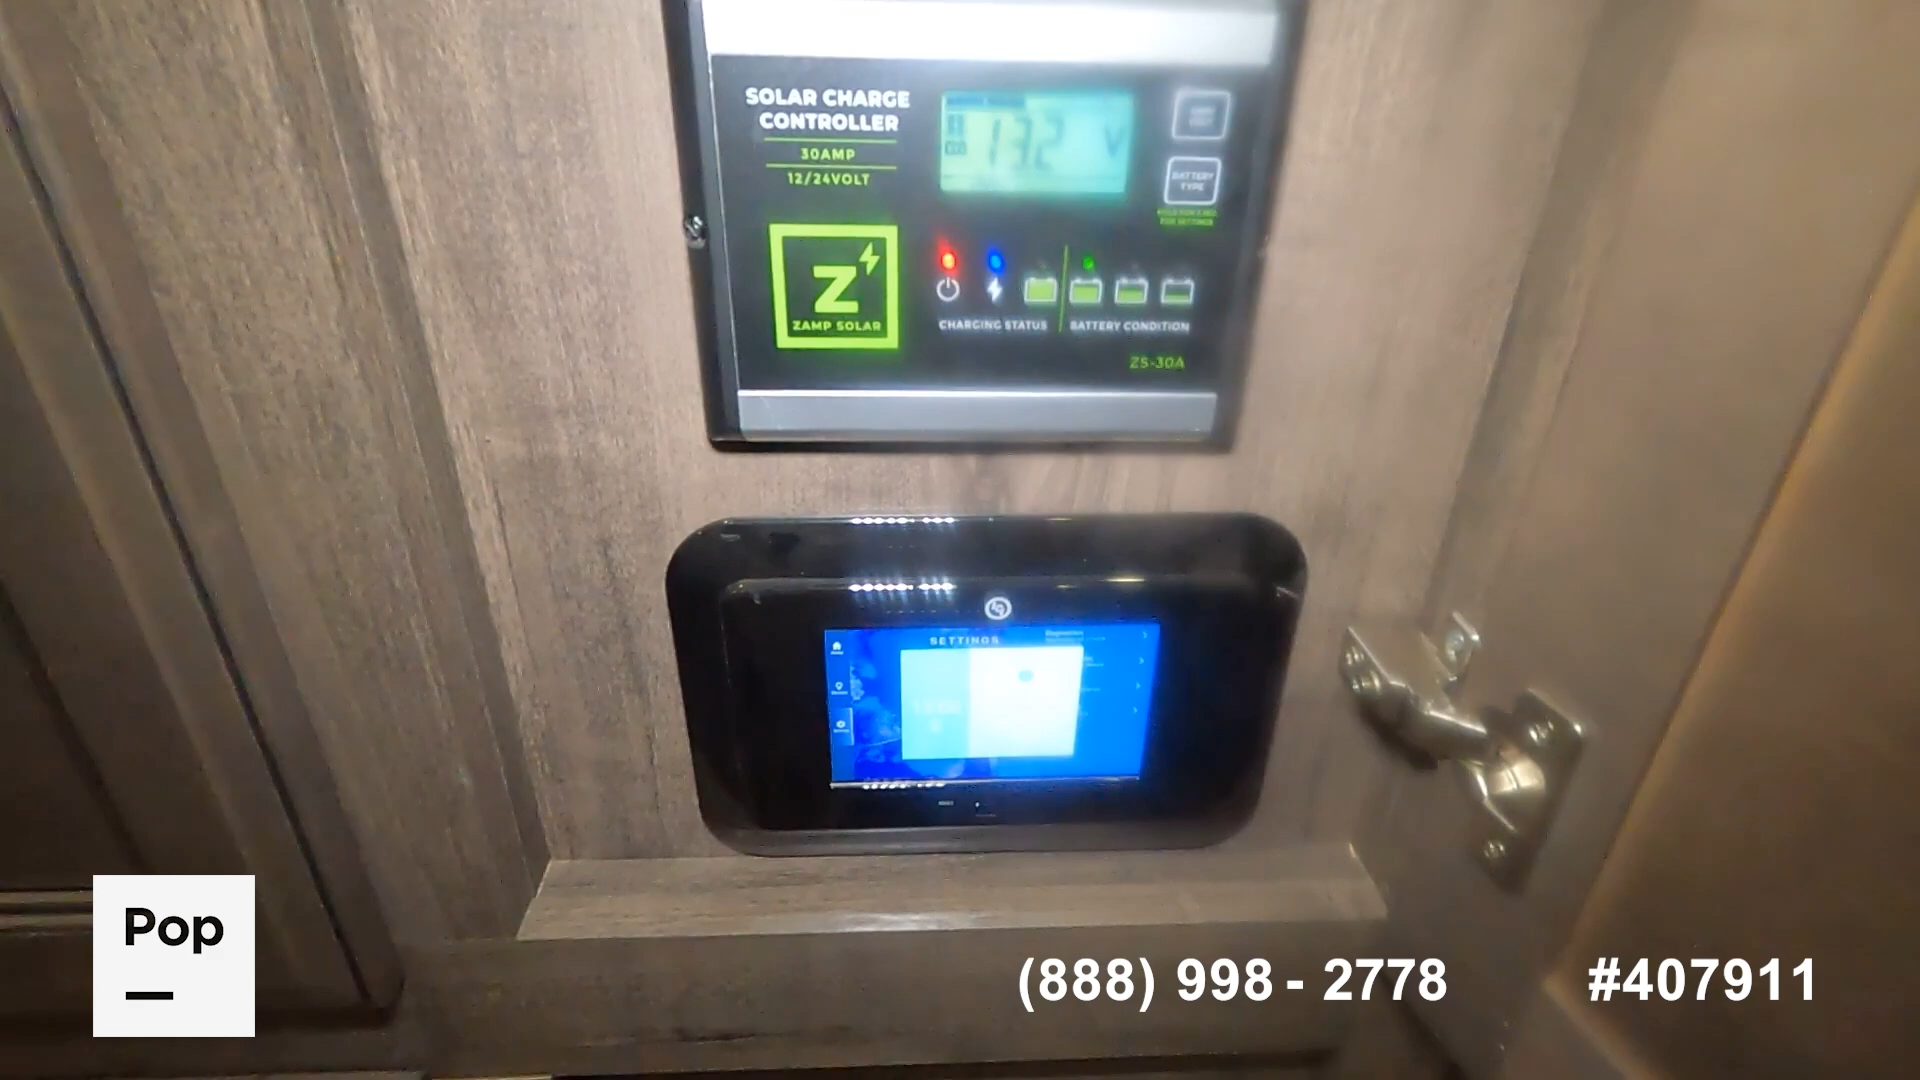 SOLAR CHARGE
CONTROLLER
30AMP
12/24VOLT
13.2 V
BATTERY
TYPE
Z
ZAMP SOLAR
CHARGING STATUS
BATTERY CONDITION
ZS-30A
SETTINGS
Pop
(888) 998 - 2778
#407911